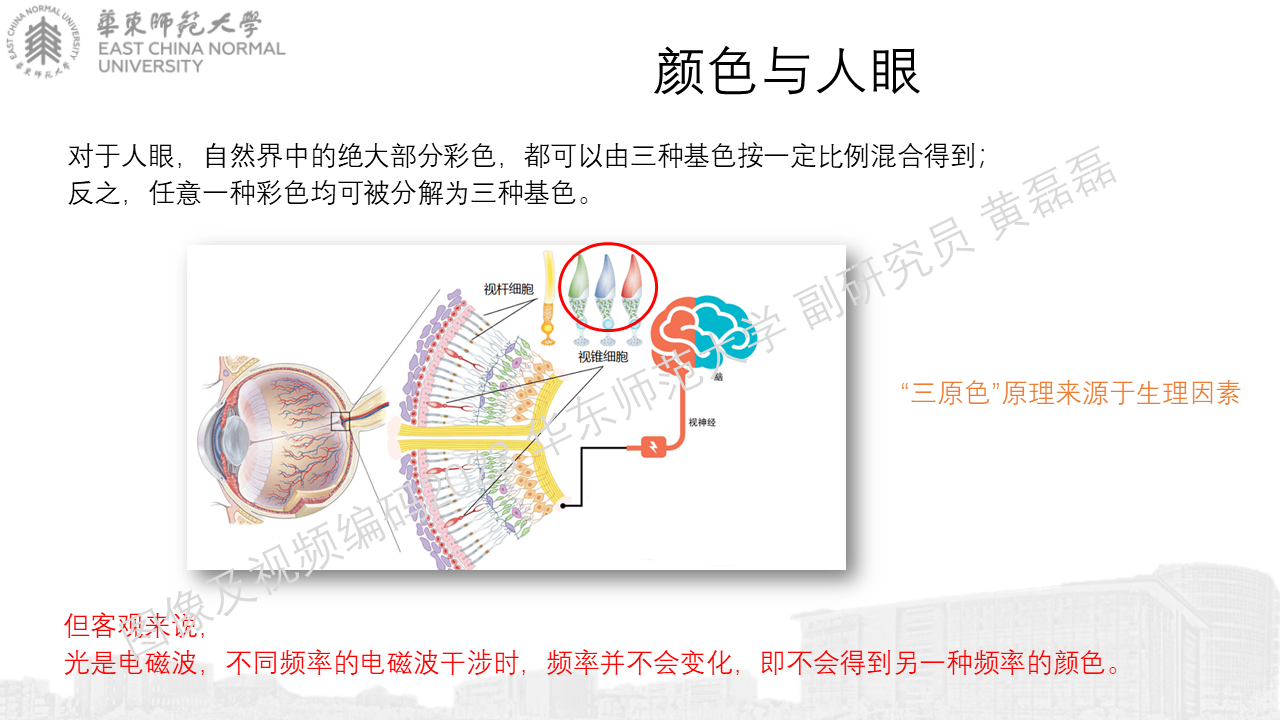 華東師範大學
EAST CHINA NORMAL
UNIVERSITY
EAST CHINA NORMAL UNIVERSITY
華東师范大学
颜色与人眼
对于人眼，自然界中的绝大部分彩色，都可以由三种基色按一定比例混合得到；
反之，任意一种彩色均可被分解为三种基色。
视杆细胞
视锥细胞
脑
视神经
“三原色”原理来源于生理因素
但客观来说，
光是电磁波，不同频率的电磁波干涉时，频率并不会变化，即不会得到另一种频率的颜色。
图像及视频编码 华东师范大学 副研究员 黄磊磊